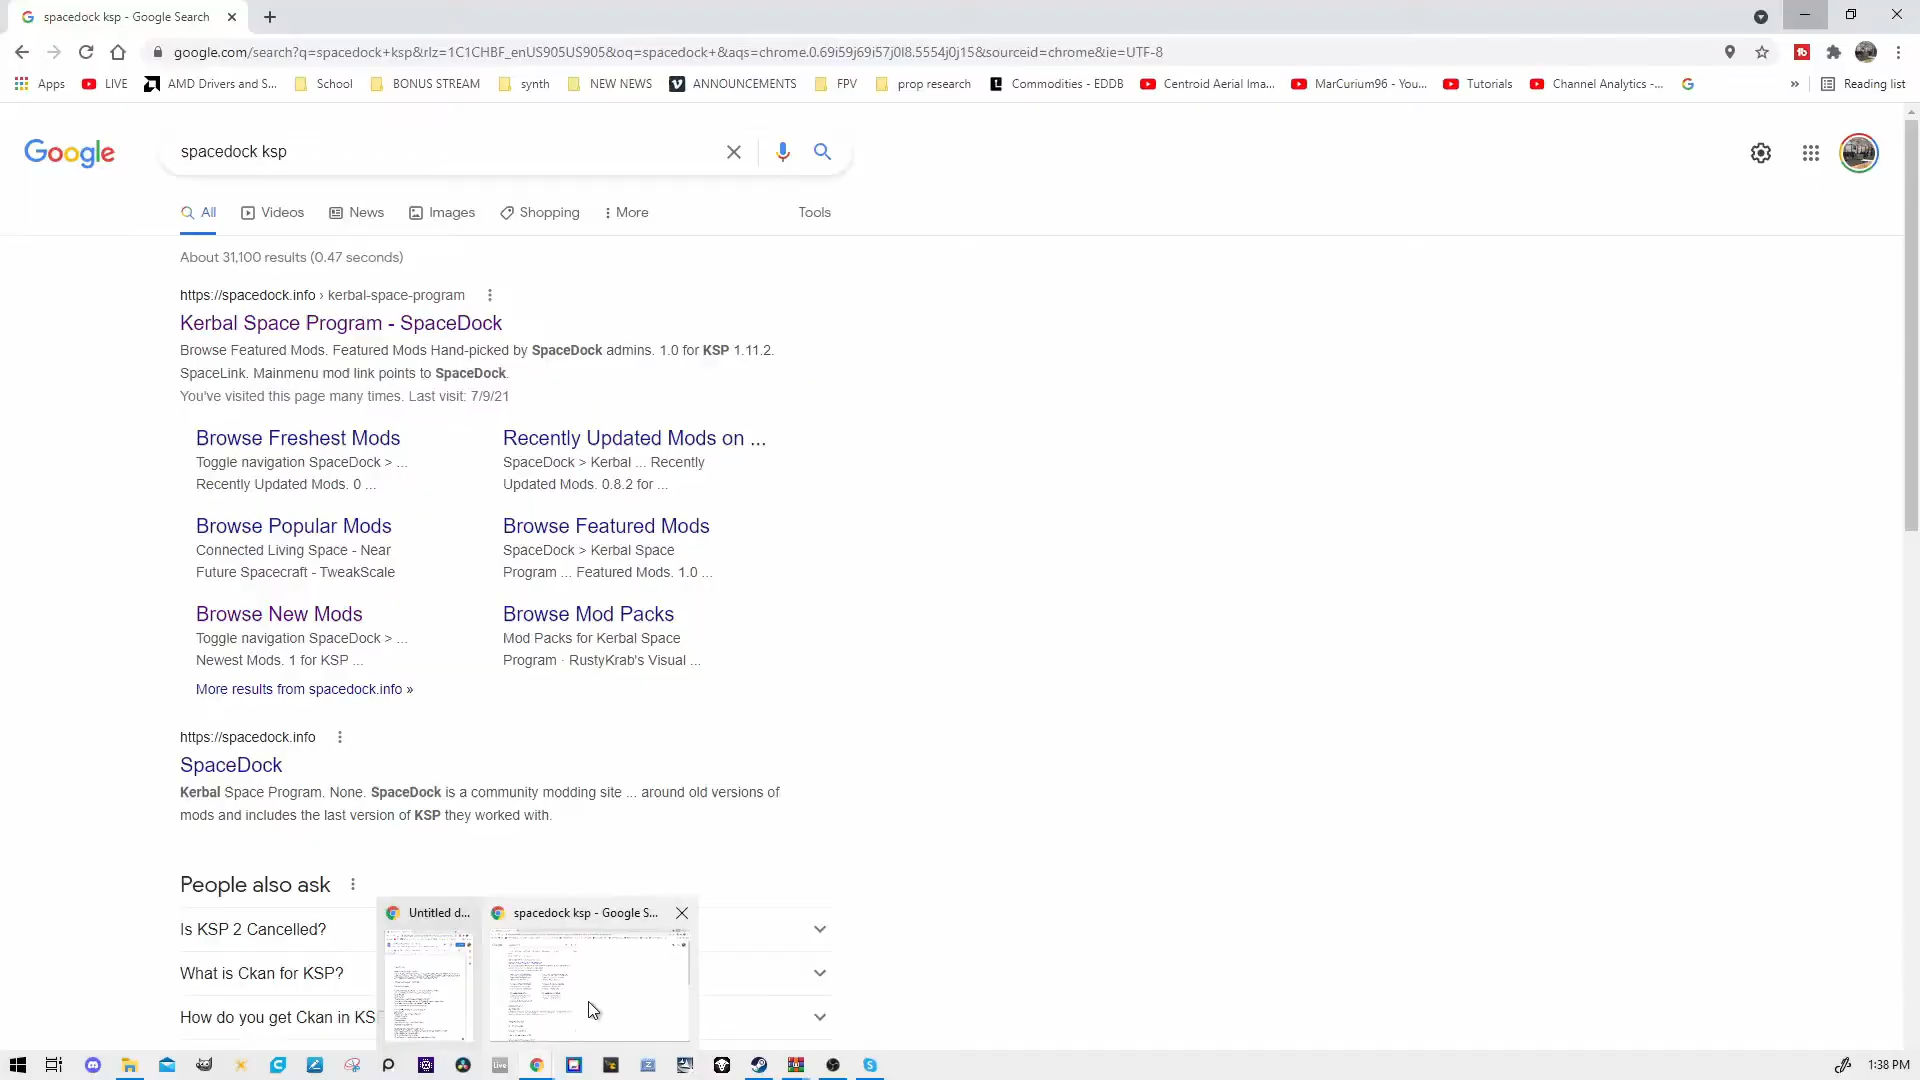 spacedock ksp - Google Search
google.com/search?q=spacedock+ksp&rlz=1C1CHBF_enUS905US905&oq=spacedock+&aqs=chrome.0.69i59j69i57j0l8.5554j0j15&sourceid=chrome&ie=UTF-8
Apps LIVE AMD Drivers and S... School BONUS STREAM synth NEW NEWS ANNOUNCEMENTS FPV prop research Commodities - EDDB Centroid Aerial Ima... MarCurium96 - You... Tutorials Channel Analytics -... » Reading list
Google
spacedock ksp
All Videos News Images Shopping More Tools
About 31,100 results (0.47 seconds)
https://spacedock.info › kerbal-space-program
Kerbal Space Program - SpaceDock
Browse Featured Mods. Featured Mods Hand-picked by SpaceDock admins. 1.0 for KSP 1.11.2.
SpaceLink. Mainmenu mod link points to SpaceDock.
You've visited this page many times. Last visit: 7/9/21
Browse Freshest Mods
Toggle navigation SpaceDock > ...
Recently Updated Mods. 0 ...
Recently Updated Mods on ...
SpaceDock > Kerbal ... Recently
Updated Mods. 0.8.2 for ...
Browse Popular Mods
Connected Living Space - Near
Future Spacecraft - TweakScale
Browse Featured Mods
SpaceDock > Kerbal Space
Program ... Featured Mods. 1.0 ...
Browse New Mods
Toggle navigation SpaceDock > ...
Newest Mods. 1 for KSP ...
Browse Mod Packs
Mod Packs for Kerbal Space
Program · RustyKrab's Visual ...
More results from spacedock.info »
https://spacedock.info
SpaceDock
Kerbal Space Program. None. SpaceDock is a community modding site ... around old versions of
mods and includes the last version of KSP they worked with.
People also ask
Is KSP 2 Cancelled?
What is Ckan for KSP?
How do you get Ckan in KS
Untitled d...
spacedock ksp - Google S...
Live
1:38 PM